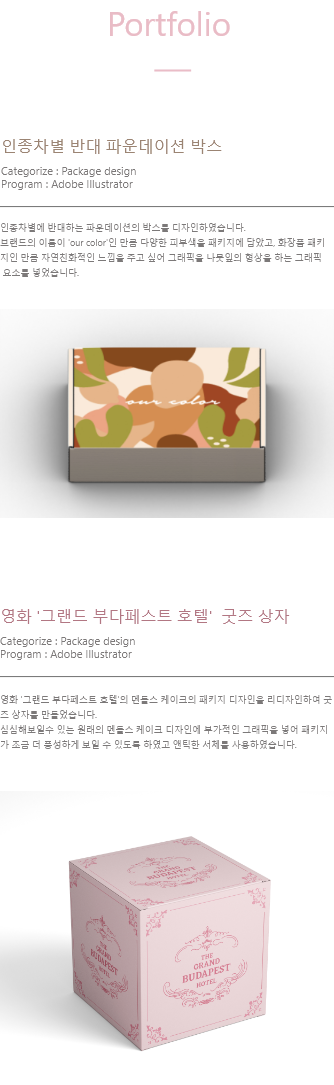 Portfolio
인종차별 반대 파운데이션 박스
Categorize : Package design
Program : Adobe Illustrator
인종차별에 반대하는 파운데이션의 박스를 디자인하였습니다.
브랜드의 이름이 'our color'인 만큼 다양한 피부색을 패키지에 담았고, 화장품 패키
지인 만큼 자연친화적인 느낌을 주고 싶어 그래픽을 나뭇잎의 형상을 하는 그래픽
요소를 넣었습니다.
our color
영화 '그랜드 부다페스트 호텔' 굿즈 상자
Categorize : Package design
Program : Adobe Illustrator
영화 '그랜드 부다페스트 호텔'의 멘들스 케이크의 패키지 디자인을 리디자인하여 굿
즈 상자를 만들었습니다.
심심해보일수 있는 원래의 멘들스 케이크 디자인에 부가적인 그래픽을 넣어 패키지
가 조금 더 풍성하게 보일 수 있도록 하였고 앤틱한 서체를 사용하였습니다.
THE
GRAND
BUDAPEST
HOTEL
THE
GRAND
BUDAPEST
HOTEL